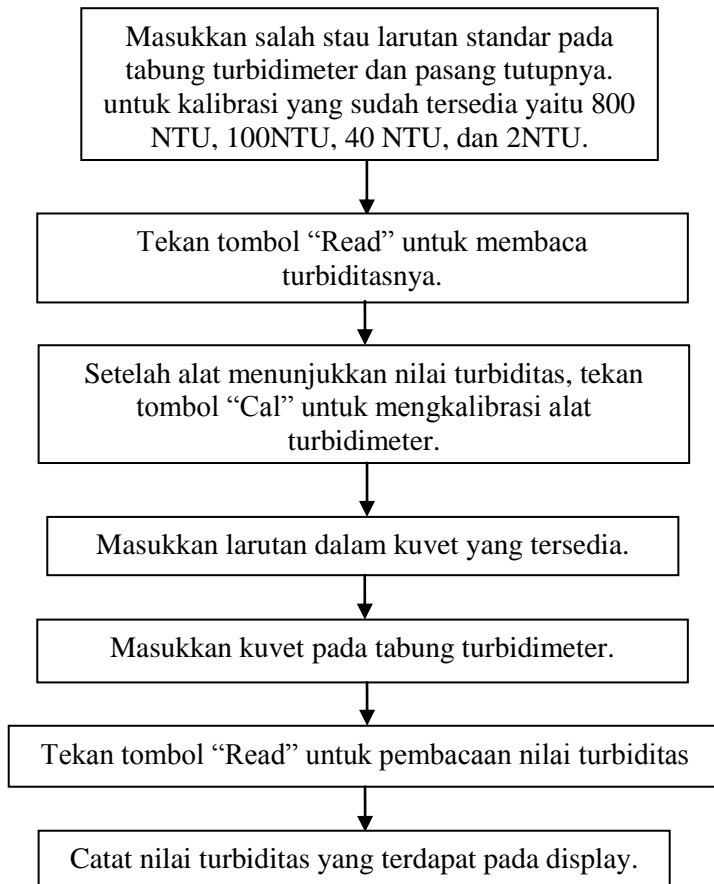 Masukkan salah stau larutan standar pada
tabung turbidimeter dan pasang tutupnya.
untuk kalibrasi yang sudah tersedia yaitu 800
NTU, 100NTU, 40 NTU, dan 2NTU.
Tekan tombol “Read” untuk membaca
turbiditasnya.
Setelah alat menunjukkan nilai turbiditas, tekan
tombol “Cal” untuk mengkalibrasi alat
turbidimeter.
Masukkan larutan dalam kuvet yang tersedia.
Masukkan kuvet pada tabung turbidimeter.
Tekan tombol “Read” untuk pembacaan nilai turbiditas
Catat nilai turbiditas yang terdapat pada display.